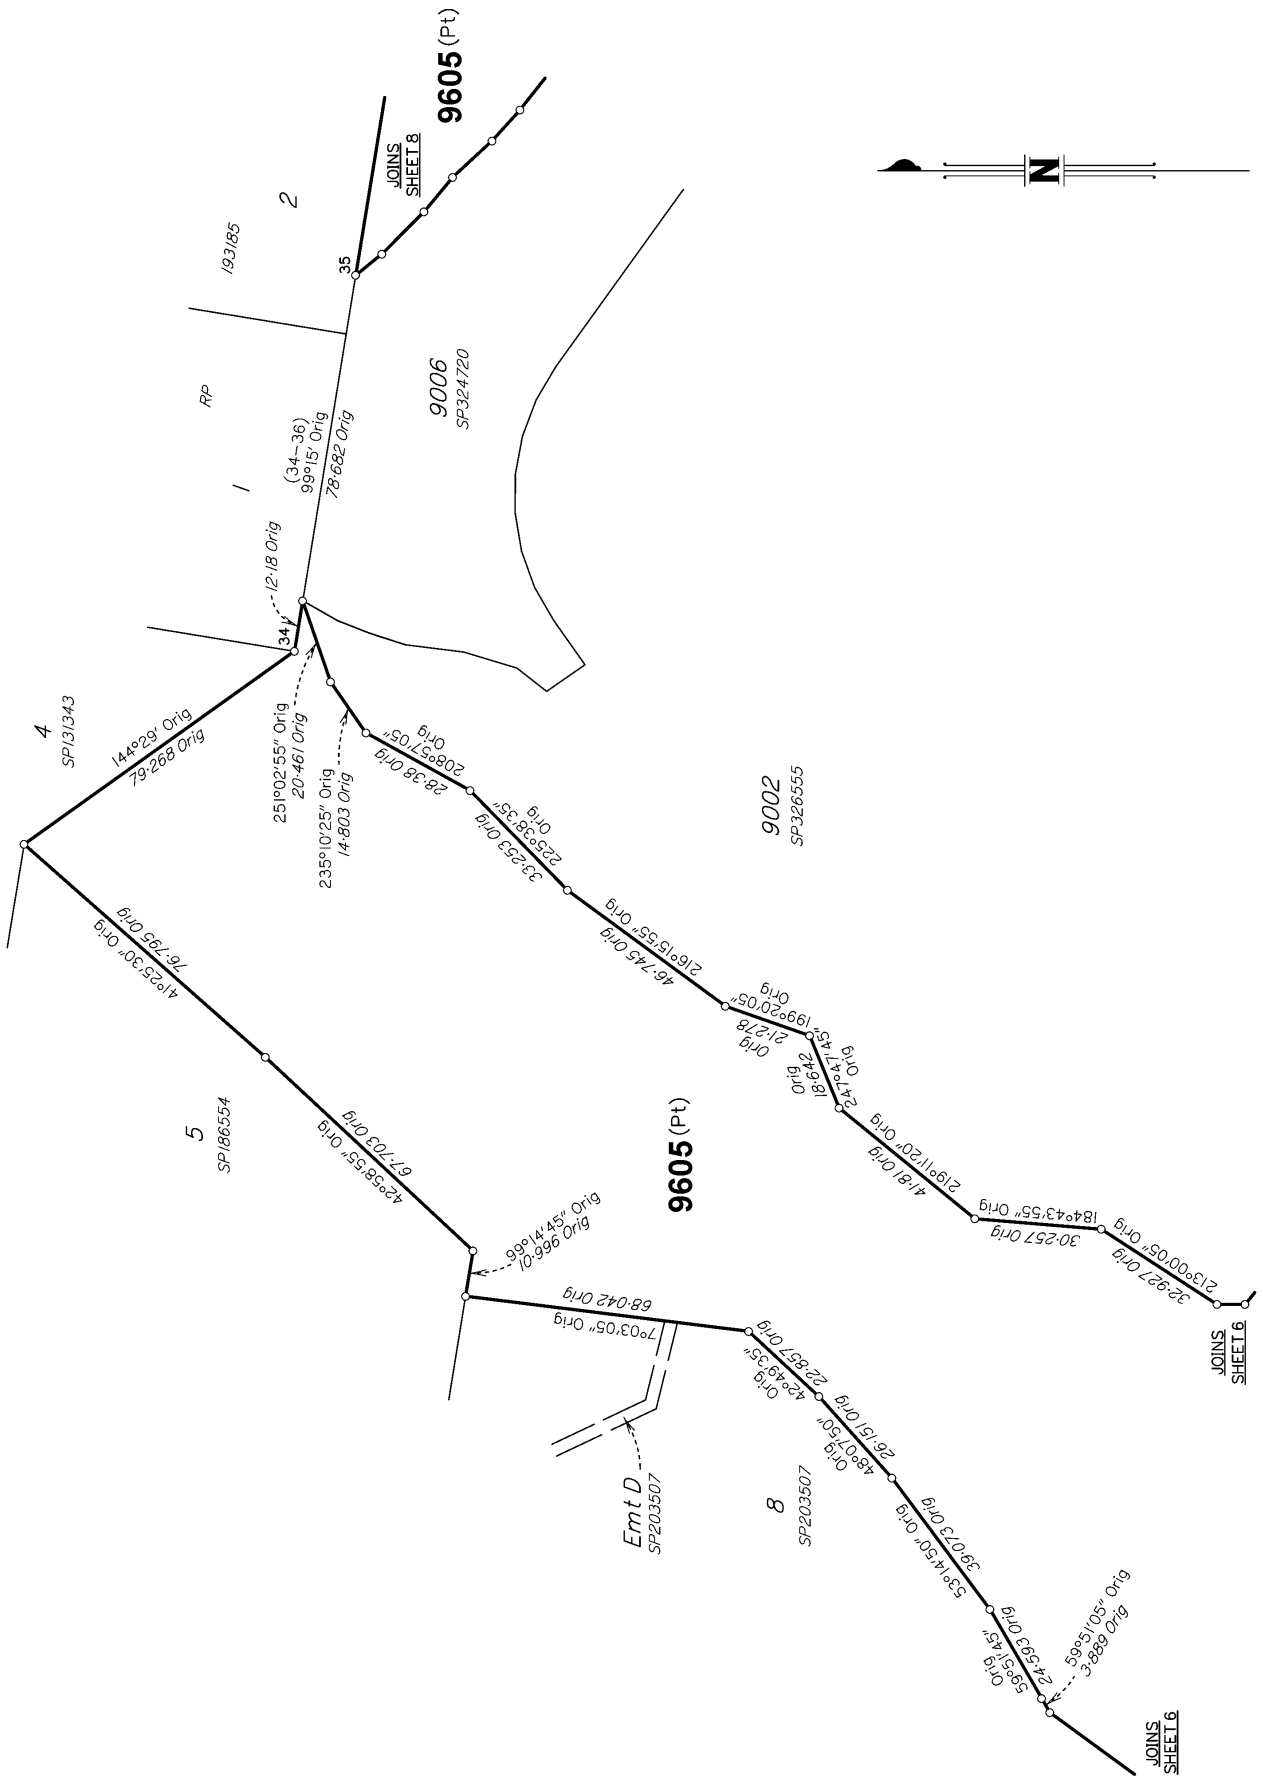 9605 (Pt)
JOINS
SHEET 8
2
193185
35
RP
1
(34-36)
99°15' Orig
78·682 Orig
9006
SP324720
12·18 Orig
34
4
SP131343
144°29' Orig
79·268 Orig
251°02'55" Orig
20·461 Orig
235°10'25" Orig
14·803 Orig
208°57'05"
Orig
28·38 Orig
225°38'35"
Orig
33·253 Orig
216°15'55" Orig
46·745 Orig
199°20'05"
Orig
21·278
Orig
247°47'45"
Orig
18·642
Orig
219°11'20" Orig
41·81 Orig
184°43'55" Orig
30·257 Orig
213°00'05" Orig
32·927 Orig
JOINS
SHEET 6
9002
SP326555
N
41°25'30" Orig
76·795 Orig
5
SP186554
42°58'55" Orig
67·703 Orig
99°14'45" Orig
10·996 Orig
9605 (Pt)
7°03'05" Orig
68·042 Orig
Emt D
SP203507
42°49'35"
Orig
22·857 Orig
48°07'50"
Orig
26·151 Orig
8
SP203507
53°14'50" Orig
39·073 Orig
59°51'45"
Orig
24·593 Orig
59°51'05" Orig
3·889 Orig
JOINS
SHEET 6